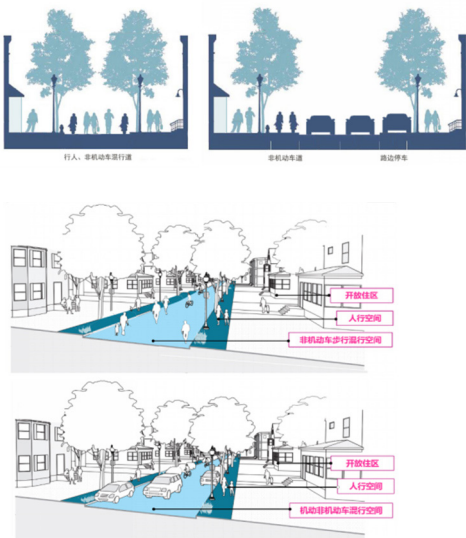 行人、非机动车混行道
非机动车道
路边停车
开放住区
人行空间
非机动车步行混行空间
开放住区
人行空间
机动非机动车混行空间